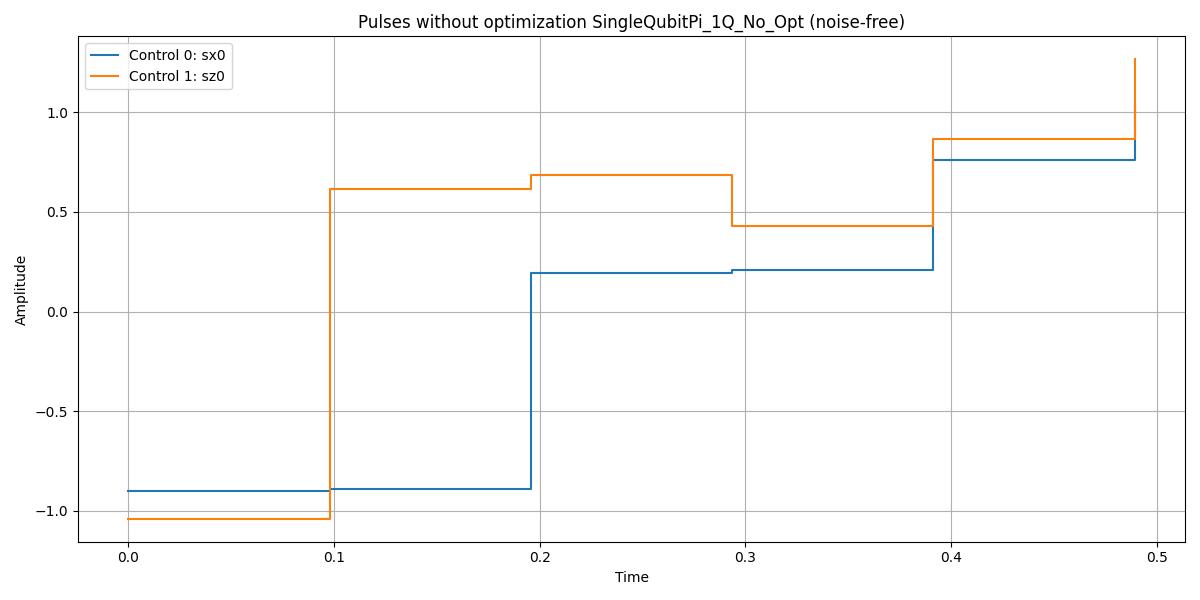 Pulses without optimization SingleQubitPi_1Q_No_Opt (noise-free)
Control 0: sx0
Control 1: sz0
Amplitude
1.0
0.5
0.0
−0.5
−1.0
0.0 0.1 0.2 0.3 0.4 0.5
Time